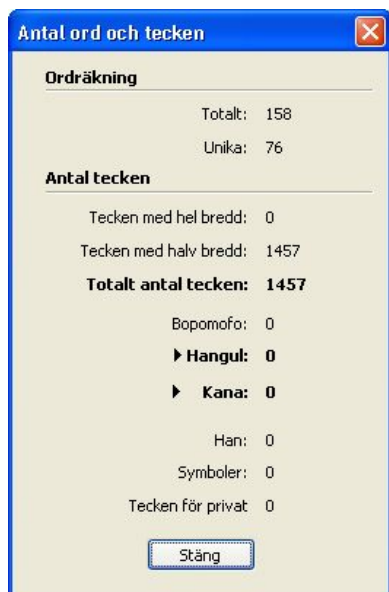 Antal ord och tecken
Ordräkning
Totalt: 158
Unika: 76
Antal tecken
Tecken med hel bredd: 0
Tecken med halv bredd: 1457
Totalt antal tecken: 1457
Bopomofo: 0
Hangul: 0
Kana: 0
Han: 0
Symboler: 0
Tecken för privat 0
Stäng